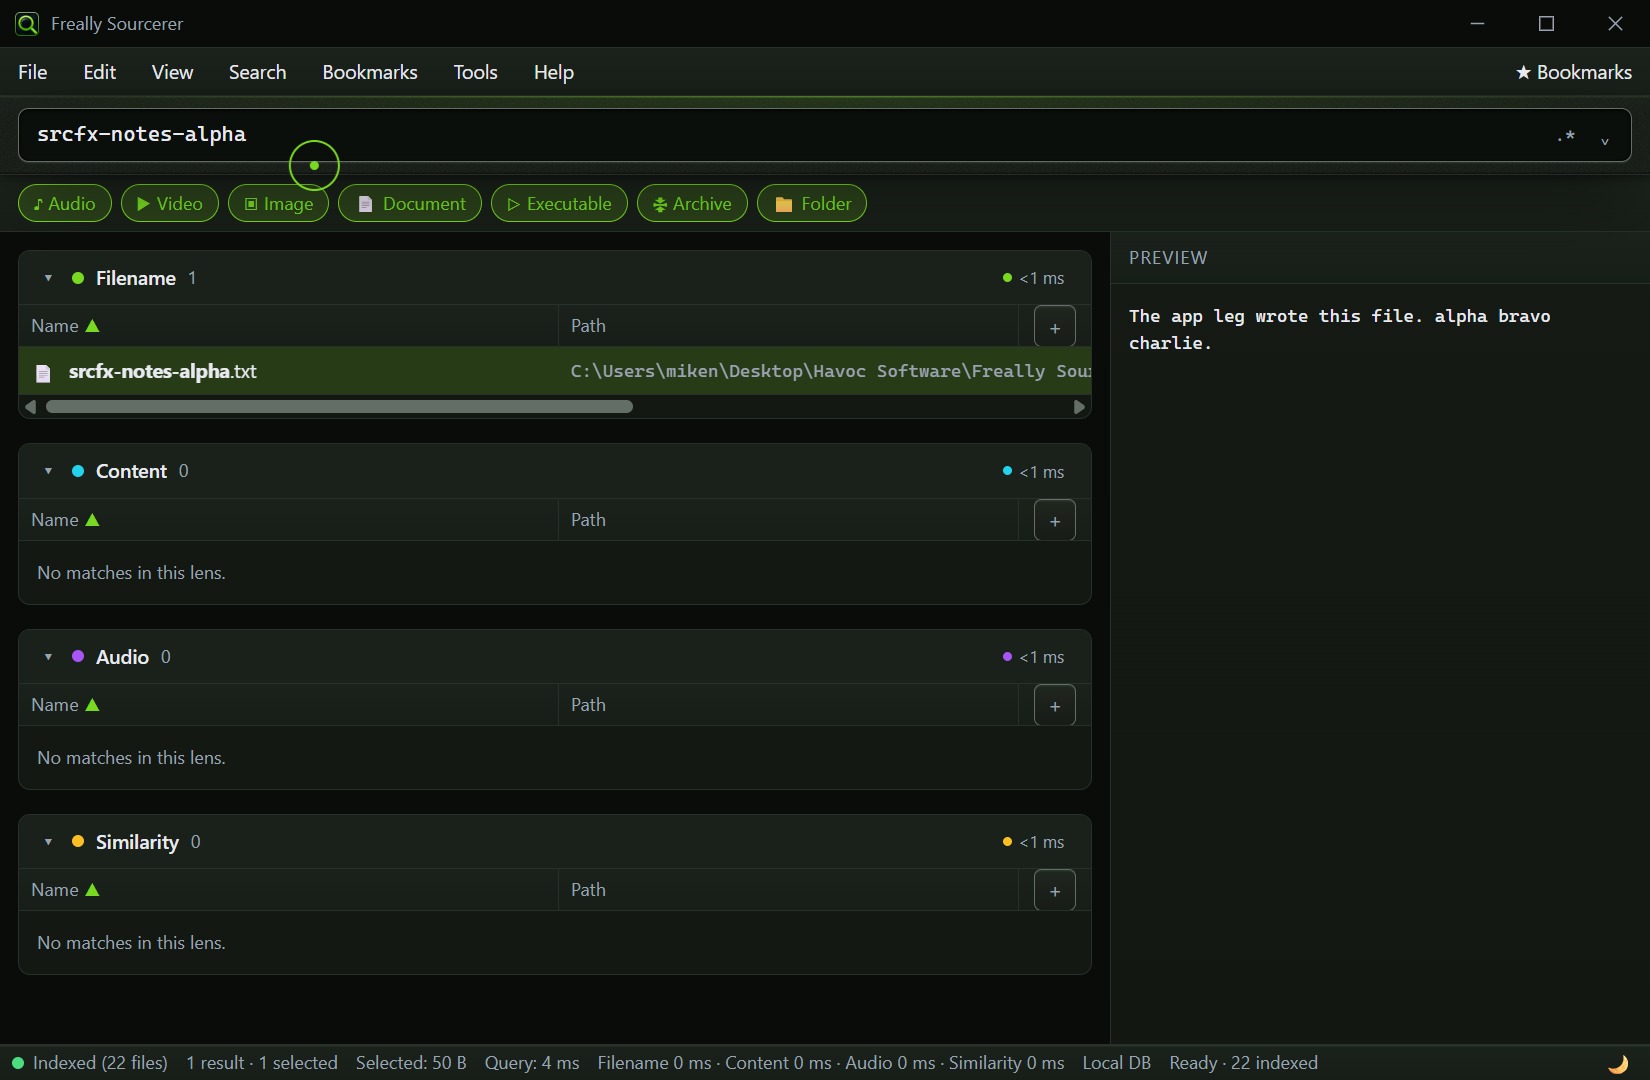 Freally Sourcerer
File Edit View Search Bookmarks Tools Help ★ Bookmarks
srcfx-notes-alpha .*
Audio Video Image Document Executable Archive Folder
Filename 1 <1 ms
Name ▲ Path +
srcfx-notes-alpha.txt C:\Users\miken\Desktop\Havoc Software\Freally Sou
Content 0 <1 ms
Name ▲ Path +
No matches in this lens.
Audio 0 <1 ms
Name ▲ Path +
No matches in this lens.
Similarity 0 <1 ms
Name ▲ Path +
No matches in this lens.
PREVIEW
The app leg wrote this file. alpha bravo
charlie.
Indexed (22 files) 1 result · 1 selected Selected: 50 B Query: 4 ms Filename 0 ms · Content 0 ms · Audio 0 ms · Similarity 0 ms Local DB Ready · 22 indexed